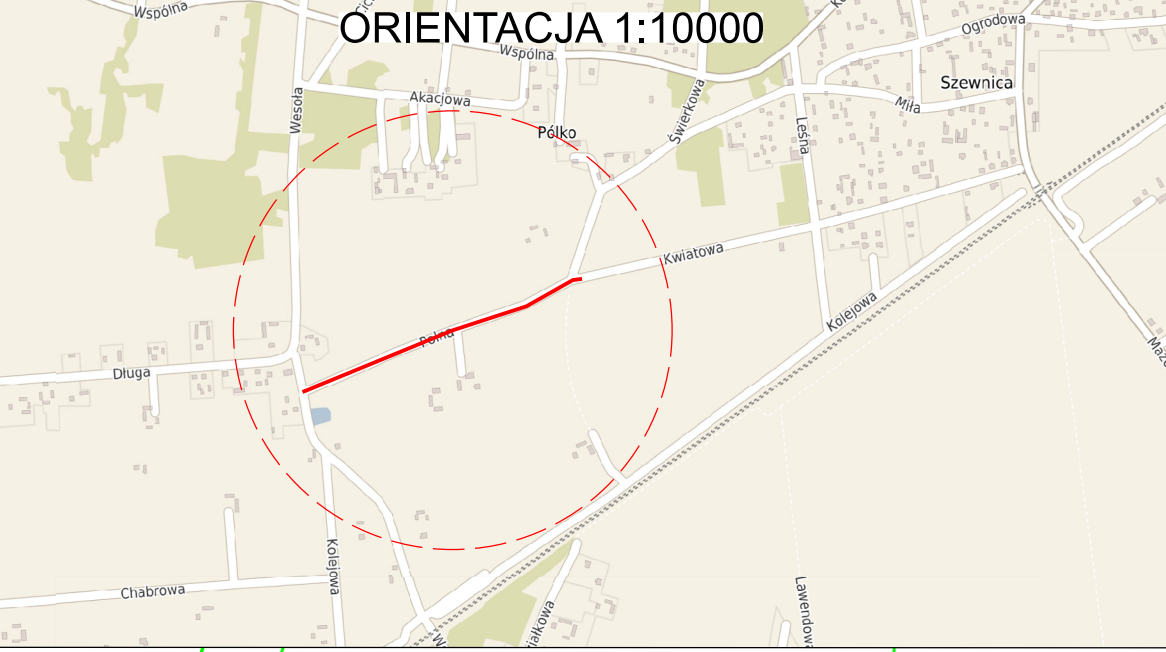 ORIENTACJA 1:10000
Wspólna
Wspólna
Ogrodowa
Szewnica
Akacjowa
Wesoła
Miła
Świerkowa
Leśna
Pólko
Kwiatowa
Kolejowa
Polna
Długa
Kolejowa
Chabrowa
Lawendowa